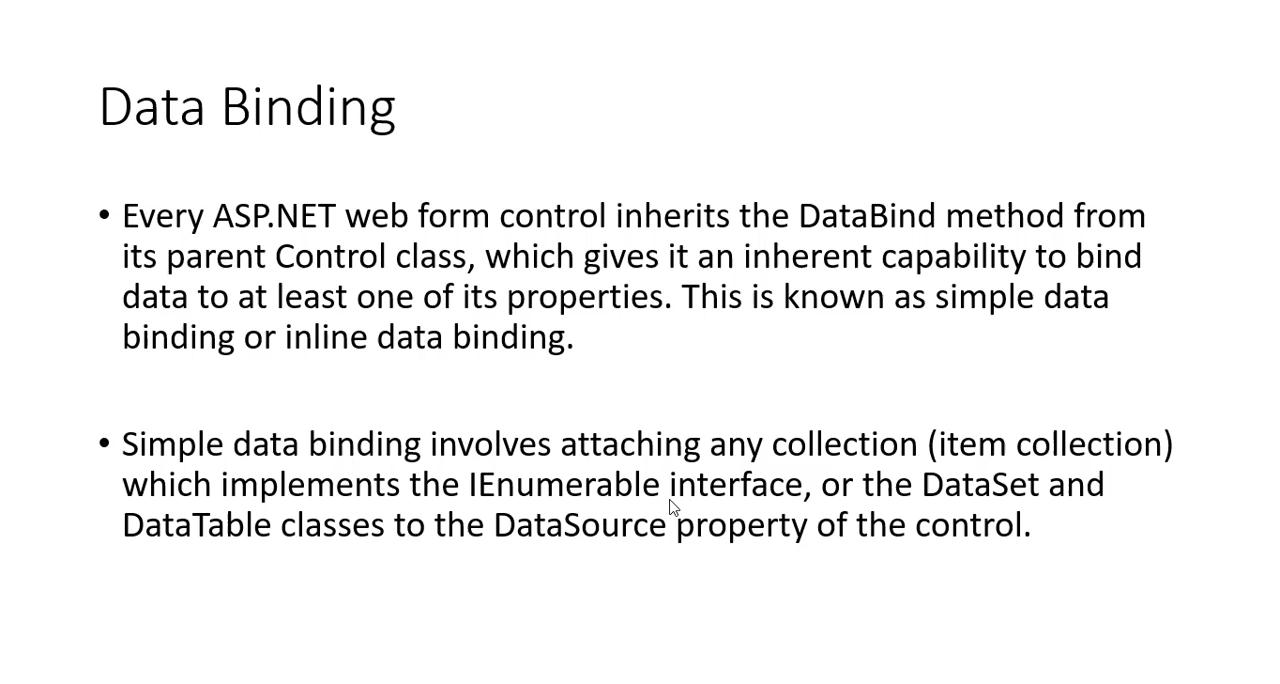 Data Binding
• Every ASP.NET web form control inherits the DataBind method from
its parent Control class, which gives it an inherent capability to bind
data to at least one of its properties. This is known as simple data
binding or inline data binding.
• Simple data binding involves attaching any collection (item collection)
which implements the IEnumerable interface, or the DataSet and
DataTable classes to the DataSource property of the control.